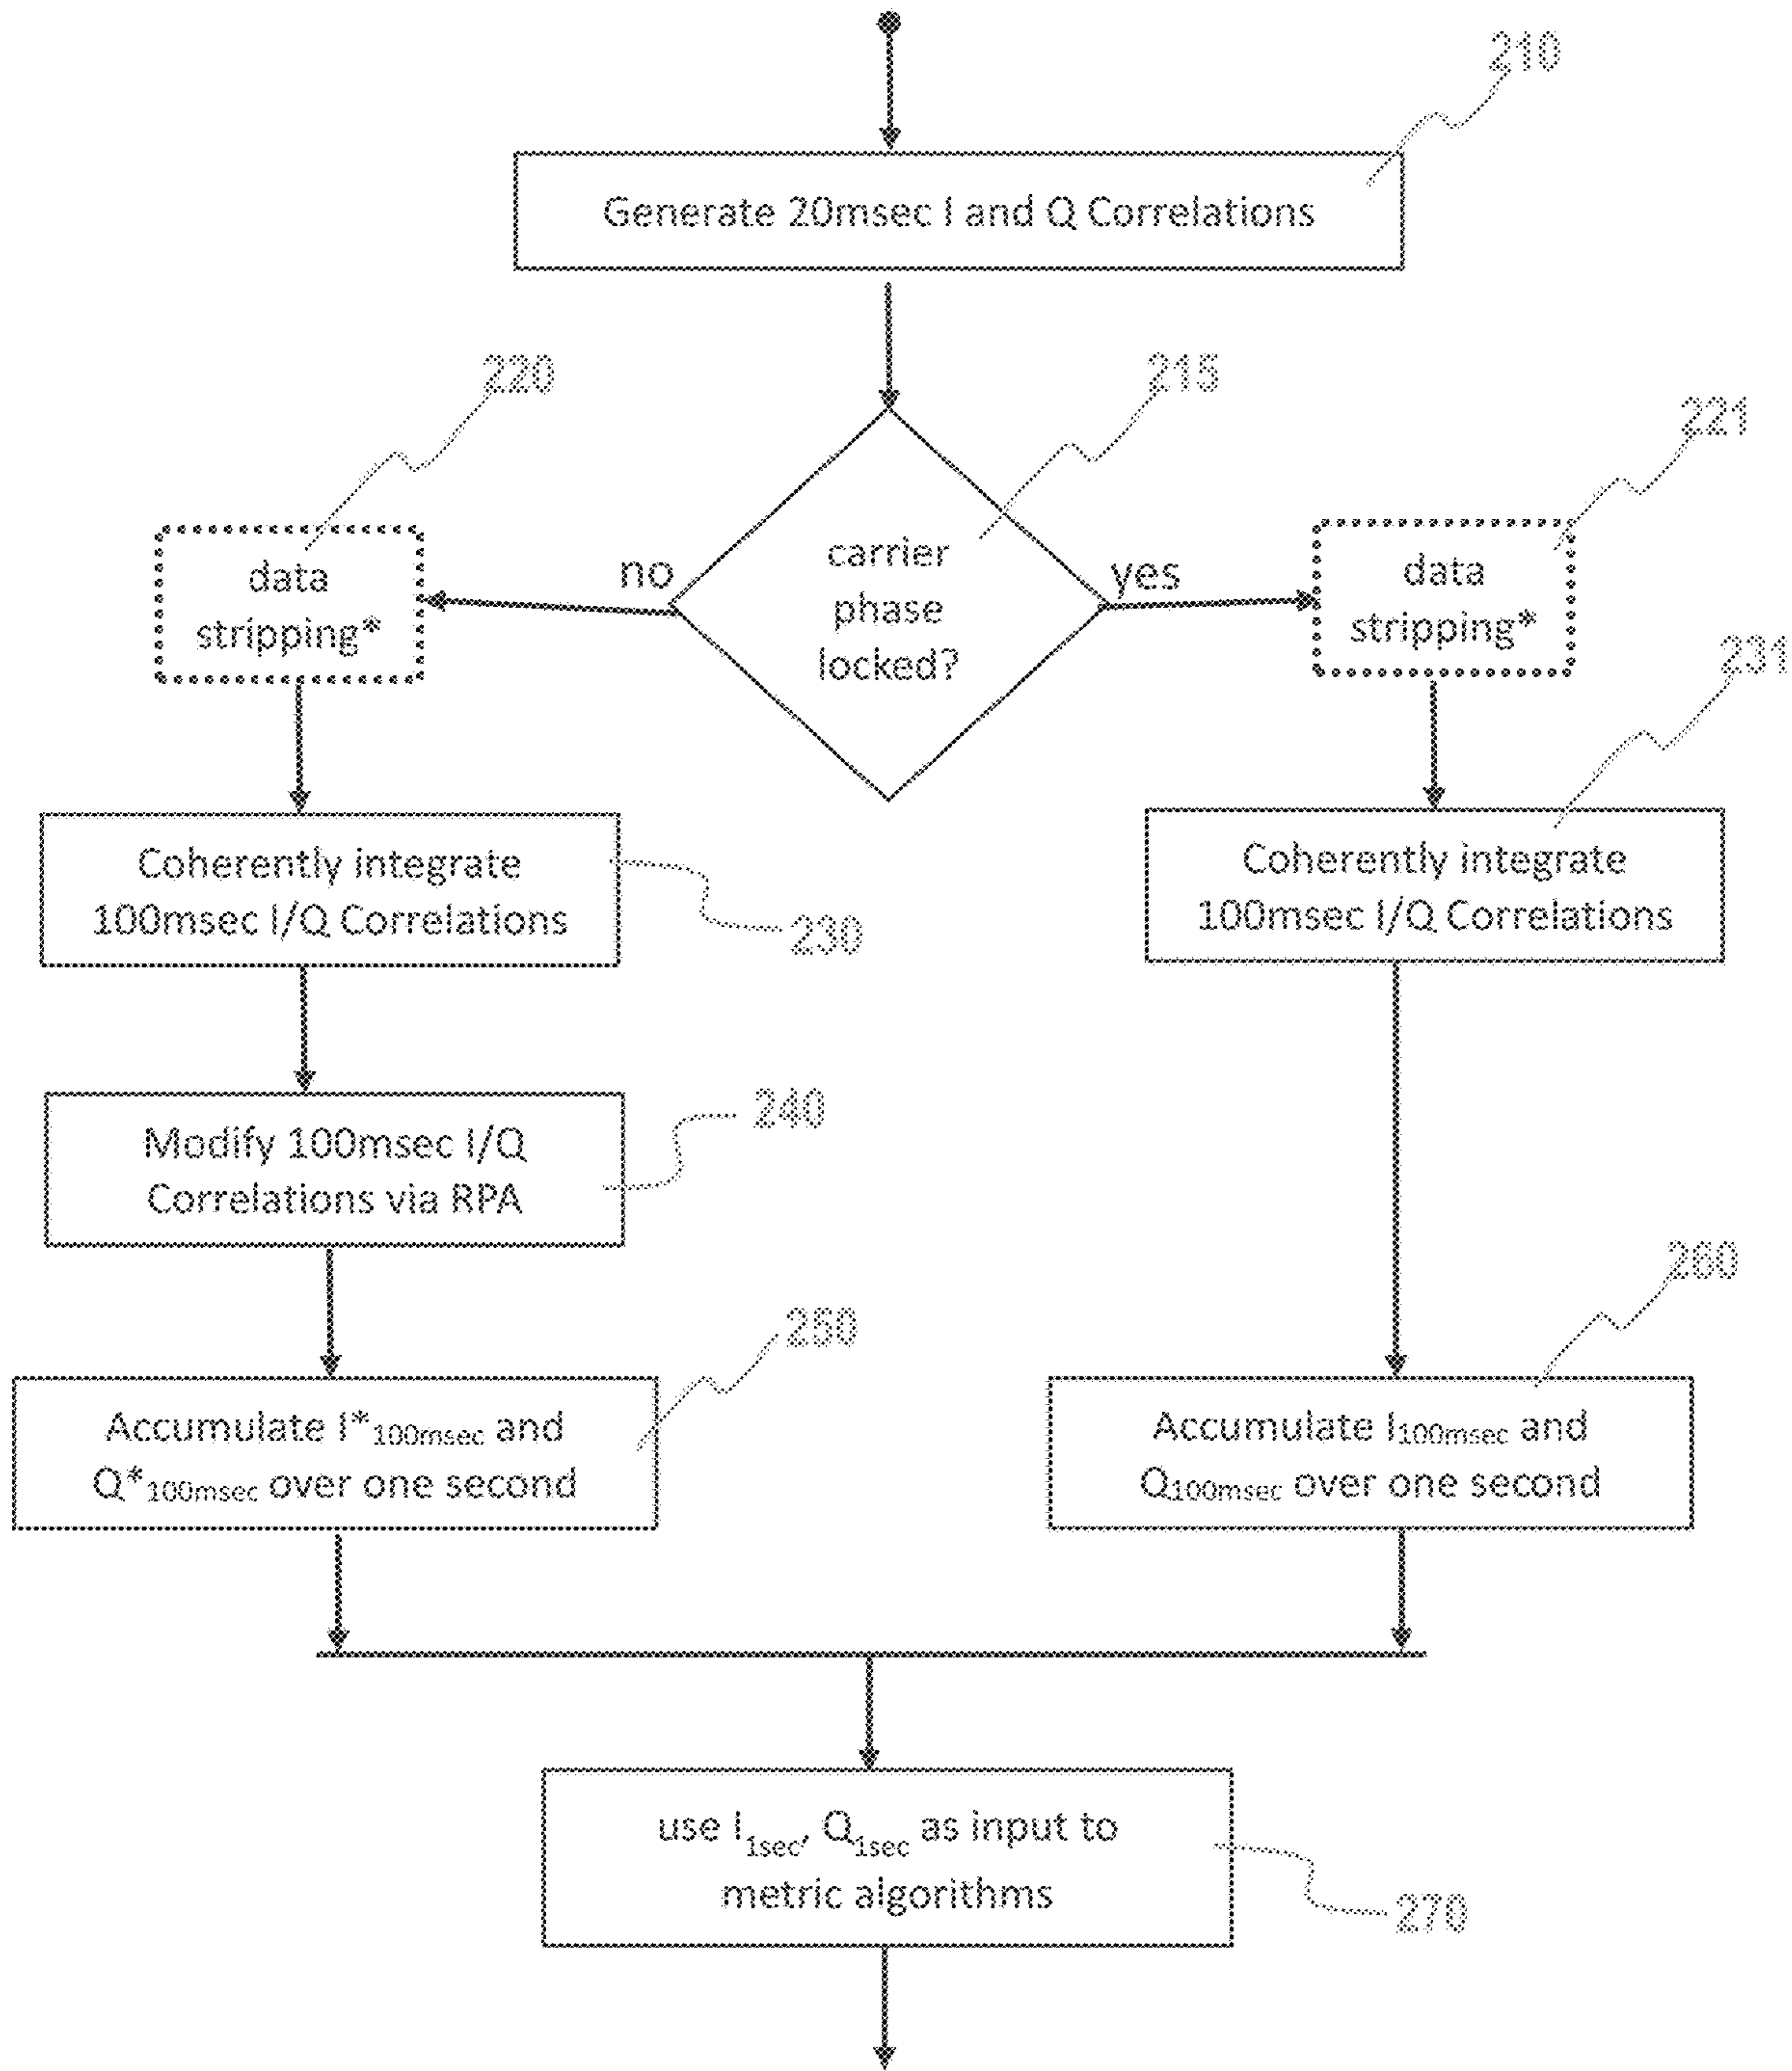 210
Generate 20msec I and Q Correlations
220
215
221
carrier
phase
locked?
no
yes
data
stripping*
data
stripping*
231
Coherently integrate
100msec I/Q Correlations
230
Coherently integrate
100msec I/Q Correlations
Modify 100msec I/Q
Correlations via RPA
240
250
260
Accumulate I*100msec and
Q*100msec over one second
Accumulate I100msec and
Q100msec over one second
use I1sec, Q1sec as input to
metric algorithms
270